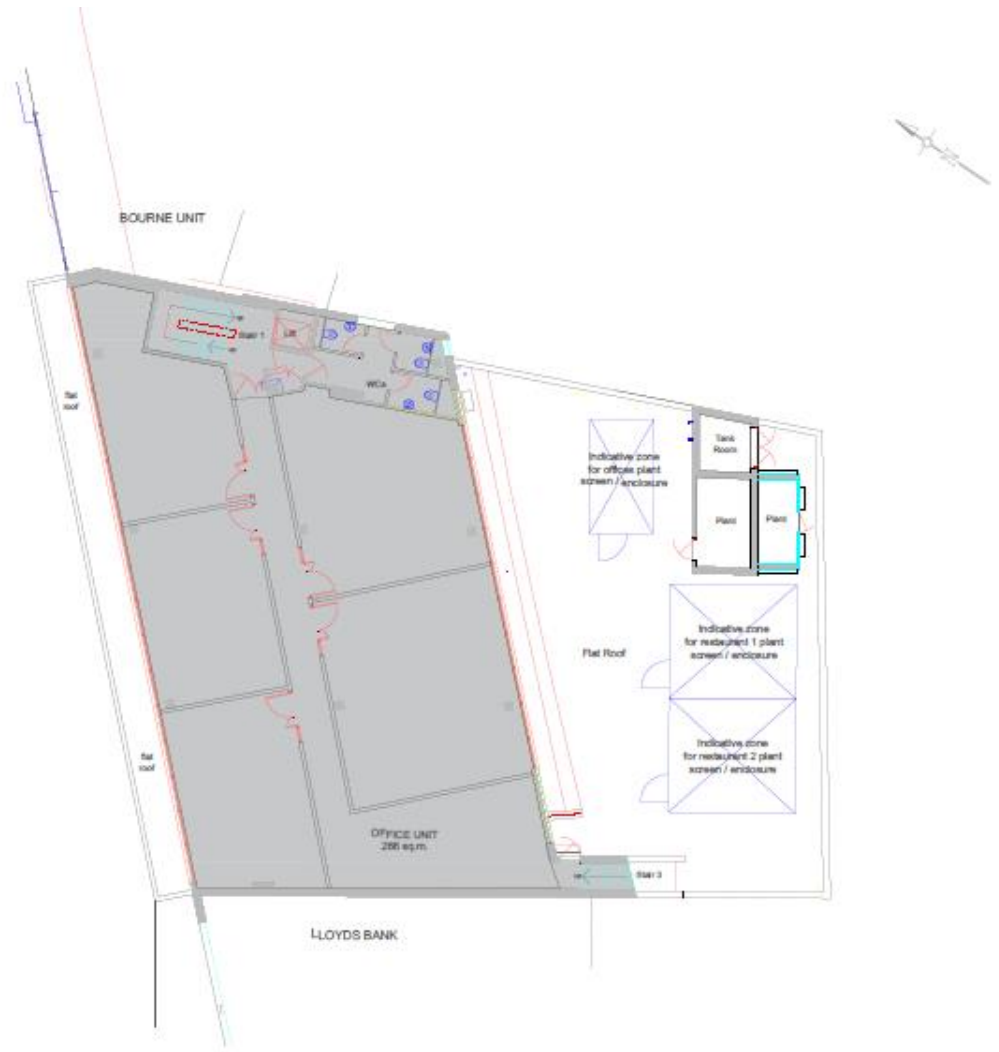 BOURNE UNIT
Stair 1
Lift
WCs
flat
roof
Indicative zone
for offices plant
screen / enclosure
Tank
Room
Plant
Plant
Indicative zone
for restaurant 1 plant
screen / enclosure
Flat Roof
Indicative zone
for restaurant 2 plant
screen / enclosure
flat
roof
OFFICE UNIT
sq.m.
Stair
LLOYDS BANK